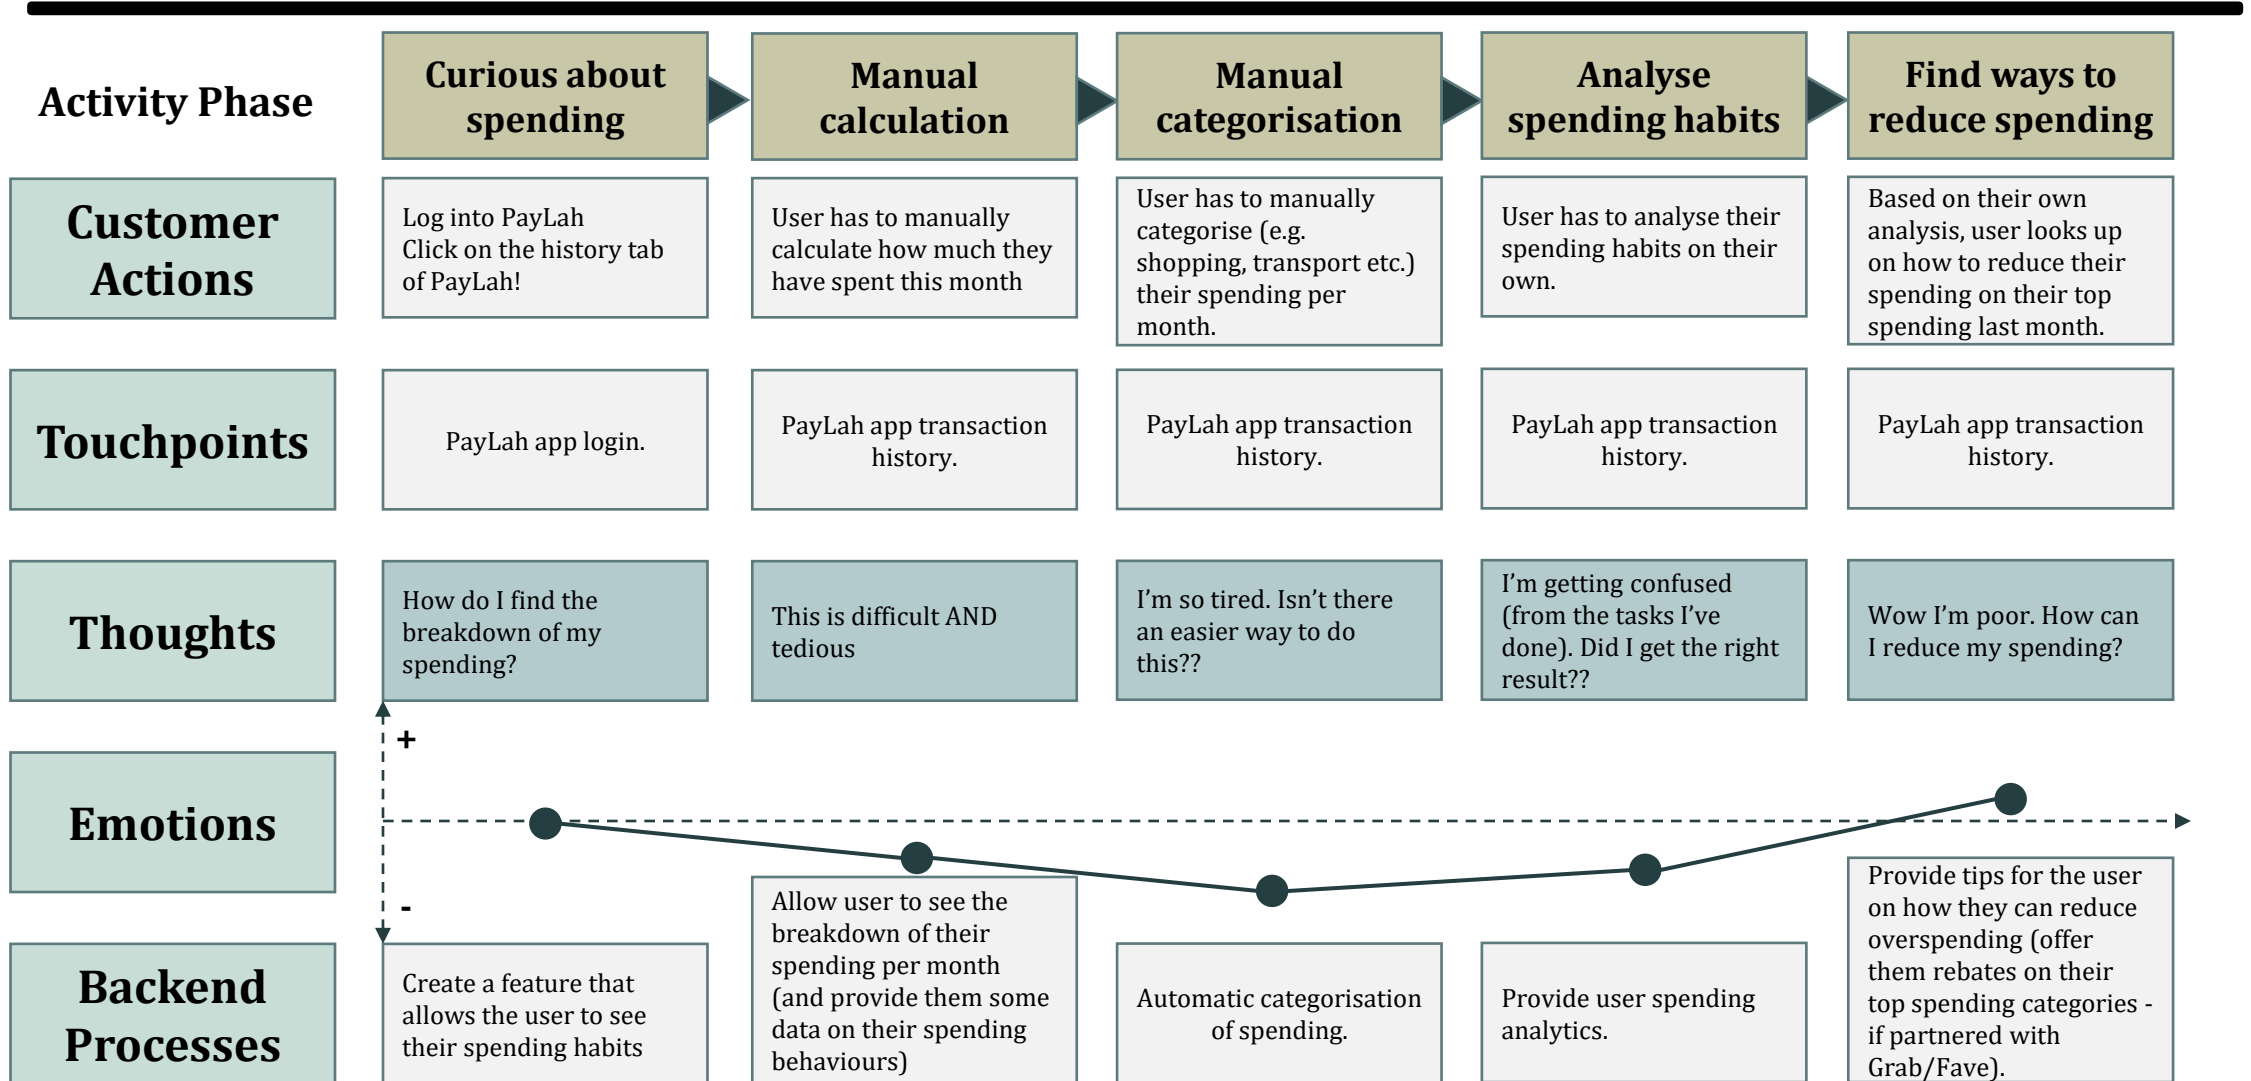 Activity Phase
Curious about
spending
Manual
calculation
Manual
categorisation
Analyse
spending habits
Find ways to
reduce spending
Customer
Actions
Log into PayLah
Click on the history tab
of PayLah!
User has to manually
calculate how much they
have spent this month
User has to manually
categorise (e.g.
shopping, transport etc.)
their spending per
month.
User has to analyse their
spending habits on their
own.
Based on their own
analysis, user looks up
on how to reduce their
spending on their top
spending last month.
Touchpoints
PayLah app login.
PayLah app transaction
history.
PayLah app transaction
history.
PayLah app transaction
history.
PayLah app transaction
history.
Thoughts
How do I find the
breakdown of my
spending?
This is difficult AND
tedious
I’m so tired. Isn’t there
an easier way to do
this??
I’m getting confused
(from the tasks I’ve
done). Did I get the right
result??
Wow I’m poor. How can
I reduce my spending?
Emotions
+
-
Backend
Processes
Create a feature that
allows the user to see
their spending habits
Allow user to see the
breakdown of their
spending per month
(and provide them some
data on their spending
behaviours)
Automatic categorisation
of spending.
Provide user spending
analytics.
Provide tips for the user
on how they can reduce
overspending (offer
them rebates on their
top spending categories -
if partnered with
Grab/Fave).